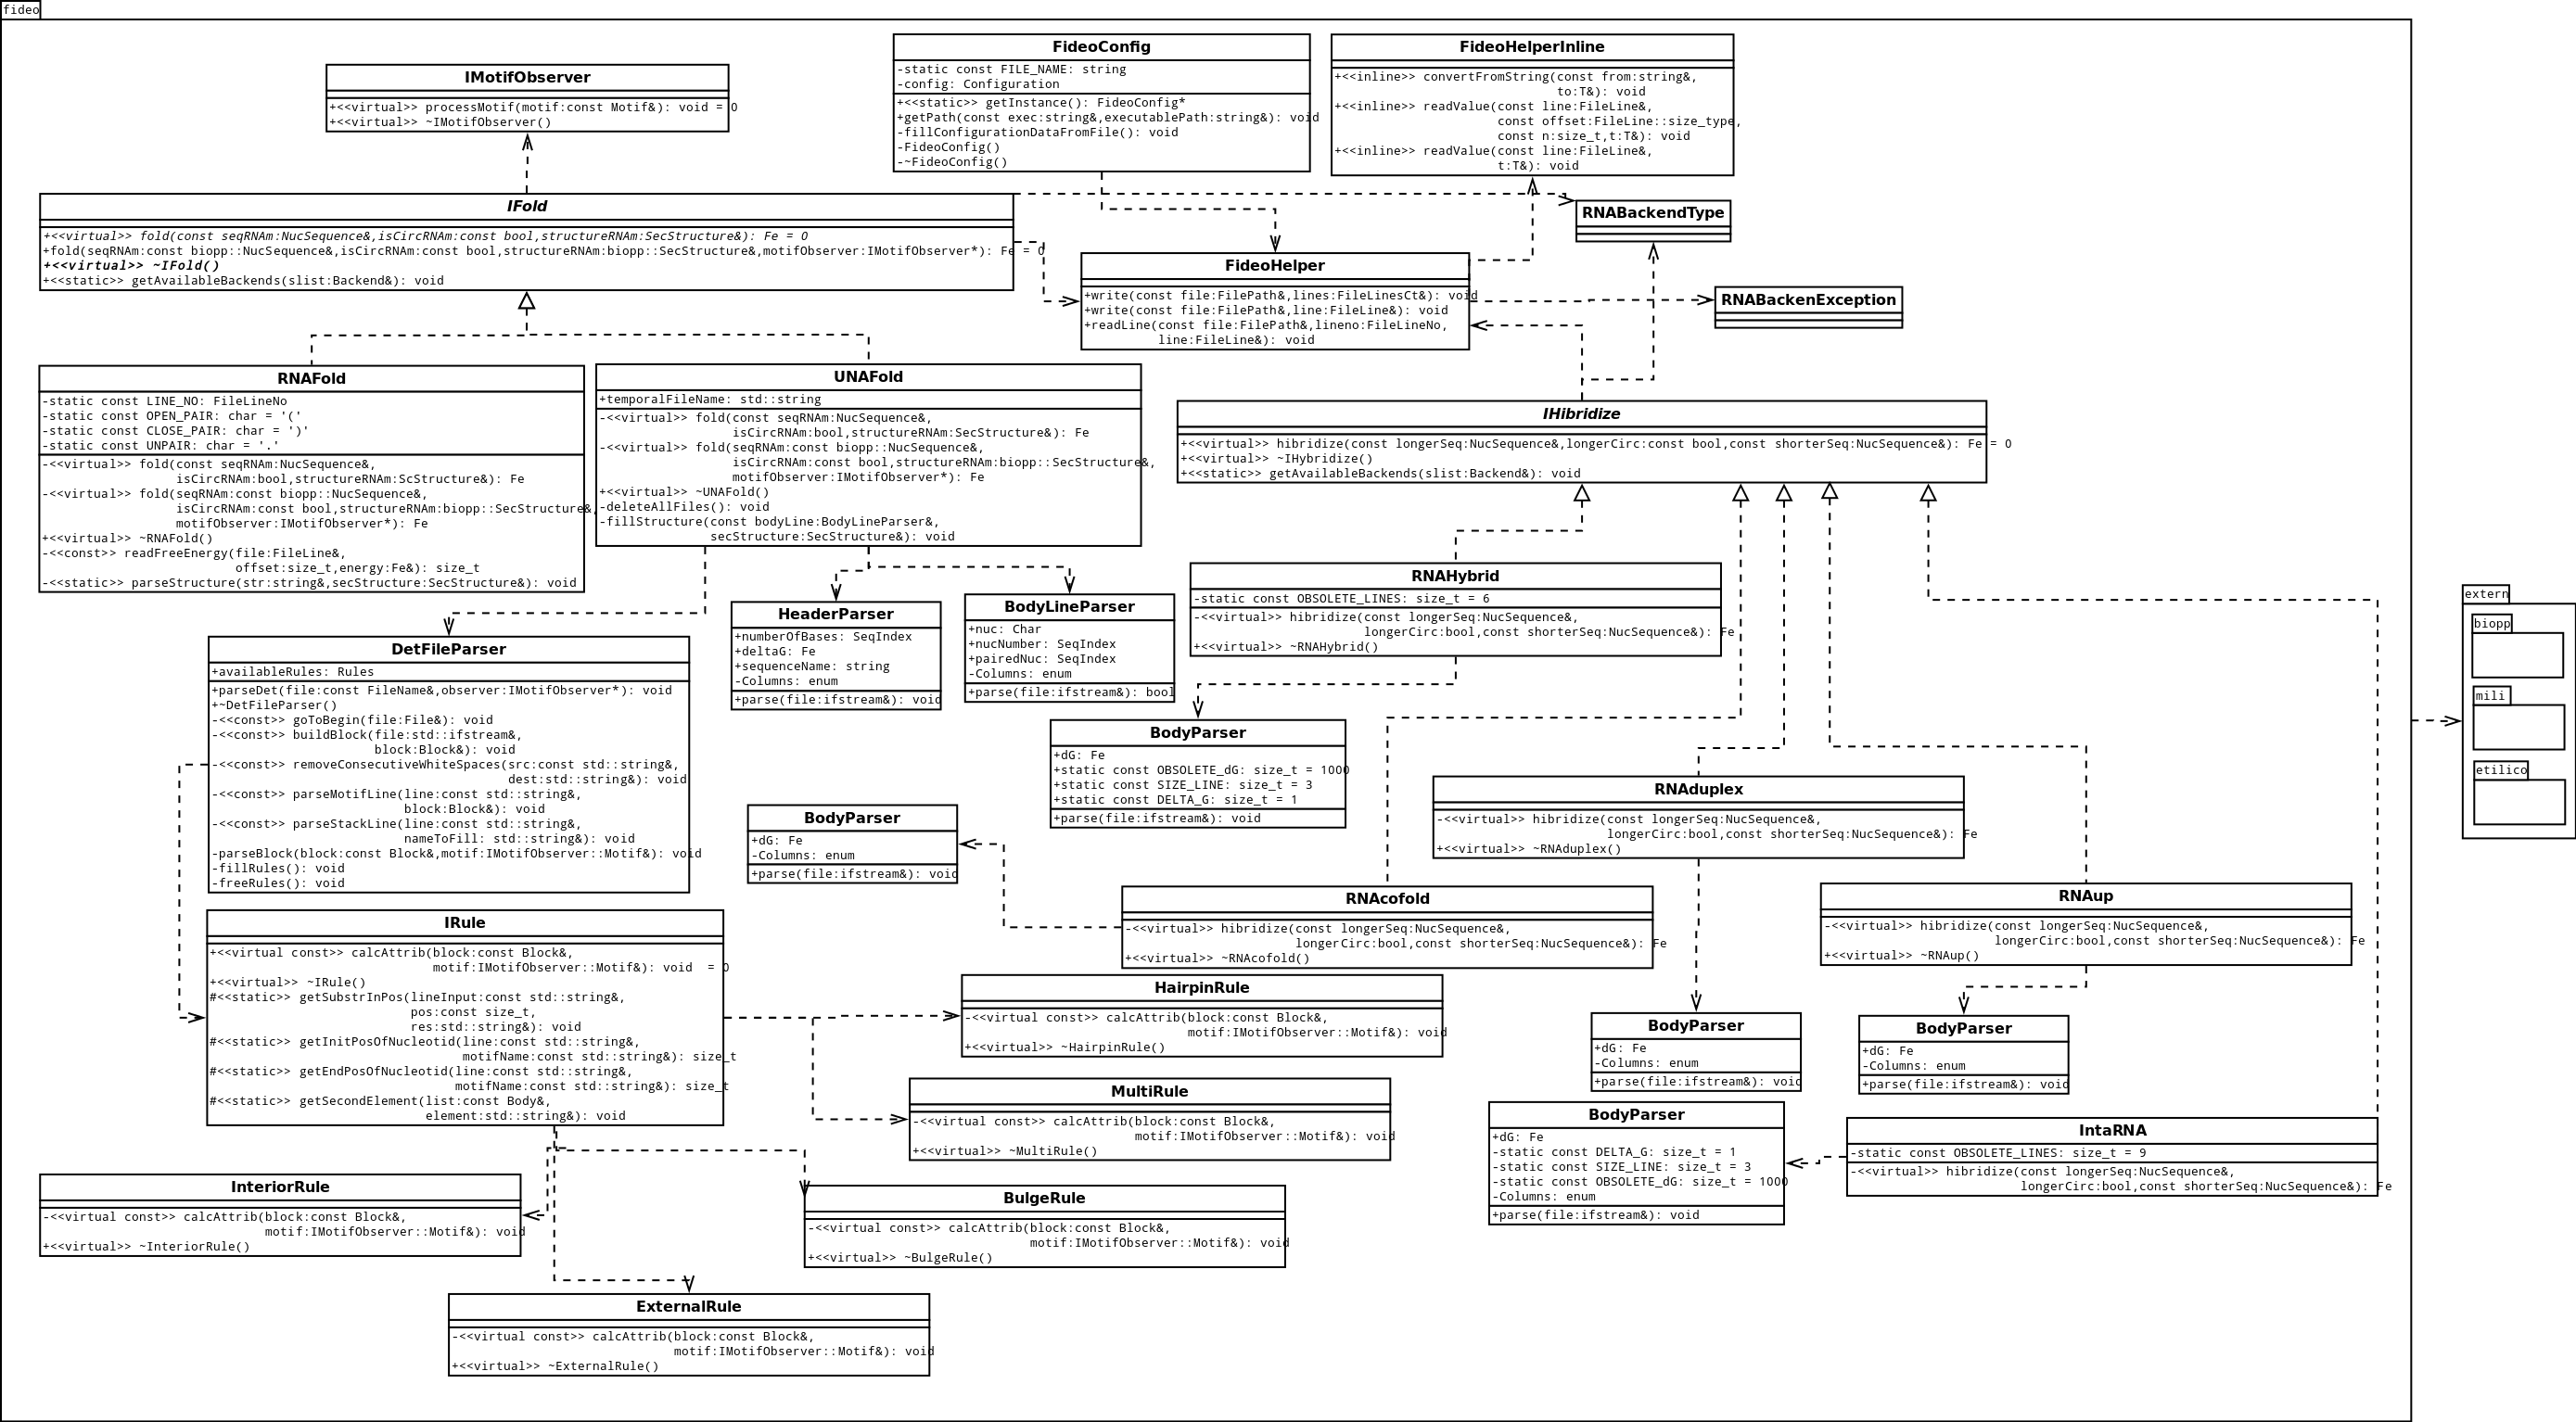 fideo
IMotifObserver
+<<virtual>> processMotif(motif:const Motif&): void = 0
+<<virtual>> ~IMotifObserver()
FideoConfig
-static const FILE_NAME: string
-config: Configuration
+<<static>> getInstance(): FideoConfig*
+getPath(const exec:string&,executablePath:string&): void
-fillConfigurationDataFromFile(): void
-FideoConfig()
-~FideoConfig()
FideoHelperInline
+<<inline>> convertFromString(const from:string&,
to:T&): void
+<<inline>> readValue(const line:FileLine&,
const offset:FileLine::size_type,
const n:size_t,t:T&): void
+<<inline>> readValue(const line:FileLine&,
t:T&): void
IFold
+<<virtual>> fold(const seqRNAm:NucSequence&,isCircRNAm:const bool,structureRNAm:SecStructure&): Fe = 0
+fold(seqRNAm:const biopp::NucSequence&,isCircRNAm:const bool,structureRNAm:biopp::SecStructure&,motifObserver:IMotifObserver*): Fe = 0
+<<virtual>> ~IFold()
+<<static>> getAvailableBackends(slist:Backend&): void
RNABackendType
FideoHelper
+write(const file:FilePath&,lines:FileLinesCt&): void
+write(const file:FilePath&,line:FileLine&): void
+readLine(const file:FilePath&,lineno:FileLineNo,
line:FileLine&): void
RNABackenException
RNAFold
-static const LINE_NO: FileLineNo
-static const OPEN_PAIR: char = '('
-static const CLOSE_PAIR: char = ')'
-static const UNPAIR: char = '.'
-<<virtual>> fold(const seqRNAm:NucSequence&,
isCircRNAm:bool,structureRNAm:ScStructure&): Fe
-<<virtual>> fold(seqRNAm:const biopp::NucSequence&,
isCircRNAm:const bool,structureRNAm:biopp::SecStructure&,
motifObserver:IMotifObserver*): Fe
+<<virtual>> ~RNAFold()
-<<const>> readFreeEnergy(file:FileLine&,
offset:size_t,energy:Fe&): size_t
-<<static>> parseStructure(str:string&,secStructure:SecStructure&): void
UNAFold
+temporalFileName: std::string
-<<virtual>> fold(const seqRNAm:NucSequence&,
isCircRNAm:bool,structureRNAm:SecStructure&): Fe
-<<virtual>> fold(seqRNAm:const biopp::NucSequence&,
isCircRNAm:const bool,structureRNAm:biopp::SecStructure&,
motifObserver:IMotifObserver*): Fe
+<<virtual>> ~UNAFold()
-deleteAllFiles(): void
-fillStructure(const bodyLine:BodyLineParser&,
secStructure:SecStructure&): void
IHibridize
+<<virtual>> hibridize(const longerSeq:NucSequence&,longerCirc:const bool,const shorterSeq:NucSequence&): Fe = 0
+<<virtual>> ~IHybridize()
+<<static>> getAvailableBackends(slist:Backend&): void
HeaderParser
+numberOfBases: SeqIndex
+deltaG: Fe
+sequenceName: string
-Columns: enum
+parse(file:ifstream&): void
BodyLineParser
+nuc: Char
+nucNumber: SeqIndex
+pairedNuc: SeqIndex
-Columns: enum
+parse(file:ifstream&): bool
RNAHybrid
-static const OBSOLETE_LINES: size_t = 6
-<<virtual>> hibridize(const longerSeq:NucSequence&,
longerCirc:bool,const shorterSeq:NucSequence&): Fe
+<<virtual>> ~RNAHybrid()
extern
biopp
mili
etilico
DetFileParser
+availableRules: Rules
+parseDet(file:const FileName&,observer:IMotifObserver*): void
+~DetFileParser()
-<<const>> goToBegin(file:File&): void
-<<const>> buildBlock(file:std::ifstream&,
block:Block&): void
-<<const>> removeConsecutiveWhiteSpaces(src:const std::string&,
dest:std::string&): void
-<<const>> parseMotifLine(line:const std::string&,
block:Block&): void
-<<const>> parseStackLine(line:const std::string&,
nameToFill: std::string&): void
-parseBlock(block:const Block&,motif:IMotifObserver::Motif&): void
-fillRules(): void
-freeRules(): void
BodyParser
+dG: Fe
+static const OBSOLETE_dG: size_t = 1000
+static const SIZE_LINE: size_t = 3
+static const DELTA_G: size_t = 1
+parse(file:ifstream&): void
BodyParser
+dG: Fe
-Columns: enum
+parse(file:ifstream&): void
RNAduplex
-<<virtual>> hibridize(const longerSeq:NucSequence&,
longerCirc:bool,const shorterSeq:NucSequence&): Fe
+<<virtual>> ~RNAduplex()
RNAcofold
-<<virtual>> hibridize(const longerSeq:NucSequence&,
longerCirc:bool,const shorterSeq:NucSequence&): Fe
+<<virtual>> ~RNAcofold()
RNAup
-<<virtual>> hibridize(const longerSeq:NucSequence&,
longerCirc:bool,const shorterSeq:NucSequence&): Fe
+<<virtual>> ~RNAup()
IRule
+<<virtual const>> calcAttrib(block:const Block&,
motif:IMotifObserver::Motif&): void  = 0
+<<virtual>> ~IRule()
#<<static>> getSubstrInPos(lineInput:const std::string&,
pos:const size_t,
res:std::string&): void
#<<static>> getInitPosOfNucleotid(line:const std::string&,
motifName:const std::string&): size_t
#<<static>> getEndPosOfNucleotid(line:const std::string&,
motifName:const std::string&): size_t
#<<static>> getSecondElement(list:const Body&,
element:std::string&): void
HairpinRule
-<<virtual const>> calcAttrib(block:const Block&,
motif:IMotifObserver::Motif&): void
+<<virtual>> ~HairpinRule()
BodyParser
+dG: Fe
-Columns: enum
+parse(file:ifstream&): void
BodyParser
+dG: Fe
-Columns: enum
+parse(file:ifstream&): void
MultiRule
-<<virtual const>> calcAttrib(block:const Block&,
motif:IMotifObserver::Motif&): void
+<<virtual>> ~MultiRule()
BodyParser
+dG: Fe
-static const DELTA_G: size_t = 1
-static const SIZE_LINE: size_t = 3
-static const OBSOLETE_dG: size_t = 1000
-Columns: enum
+parse(file:ifstream&): void
IntaRNA
-static const OBSOLETE_LINES: size_t = 9
-<<virtual>> hibridize(const longerSeq:NucSequence&,
longerCirc:bool,const shorterSeq:NucSequence&): Fe
InteriorRule
-<<virtual const>> calcAttrib(block:const Block&,
motif:IMotifObserver::Motif&): void
+<<virtual>> ~InteriorRule()
BulgeRule
-<<virtual const>> calcAttrib(block:const Block&,
motif:IMotifObserver::Motif&): void
+<<virtual>> ~BulgeRule()
ExternalRule
-<<virtual const>> calcAttrib(block:const Block&,
motif:IMotifObserver::Motif&): void
+<<virtual>> ~ExternalRule()